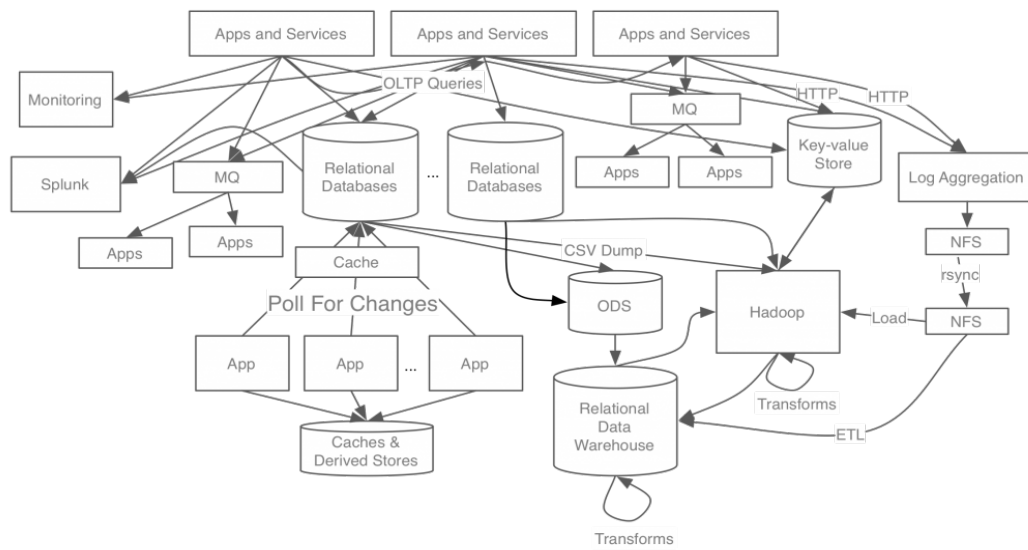 Apps and Services
Apps and Services
Apps and Services
OLTP Queries
Monitoring
MQ
HTTP
HTTP
Splunk
MQ
Relational
Databases
...
Relational
Databases
Apps
Apps
Key-value
Store
Log Aggregation
Apps
Apps
Cache
CSV Dump
NFS
rsync
Poll For Changes
ODS
Hadoop
Load
NFS
App
App
...
App
Transforms
Relational
Data
Warehouse
ETL
Caches &
Derived Stores
Transforms